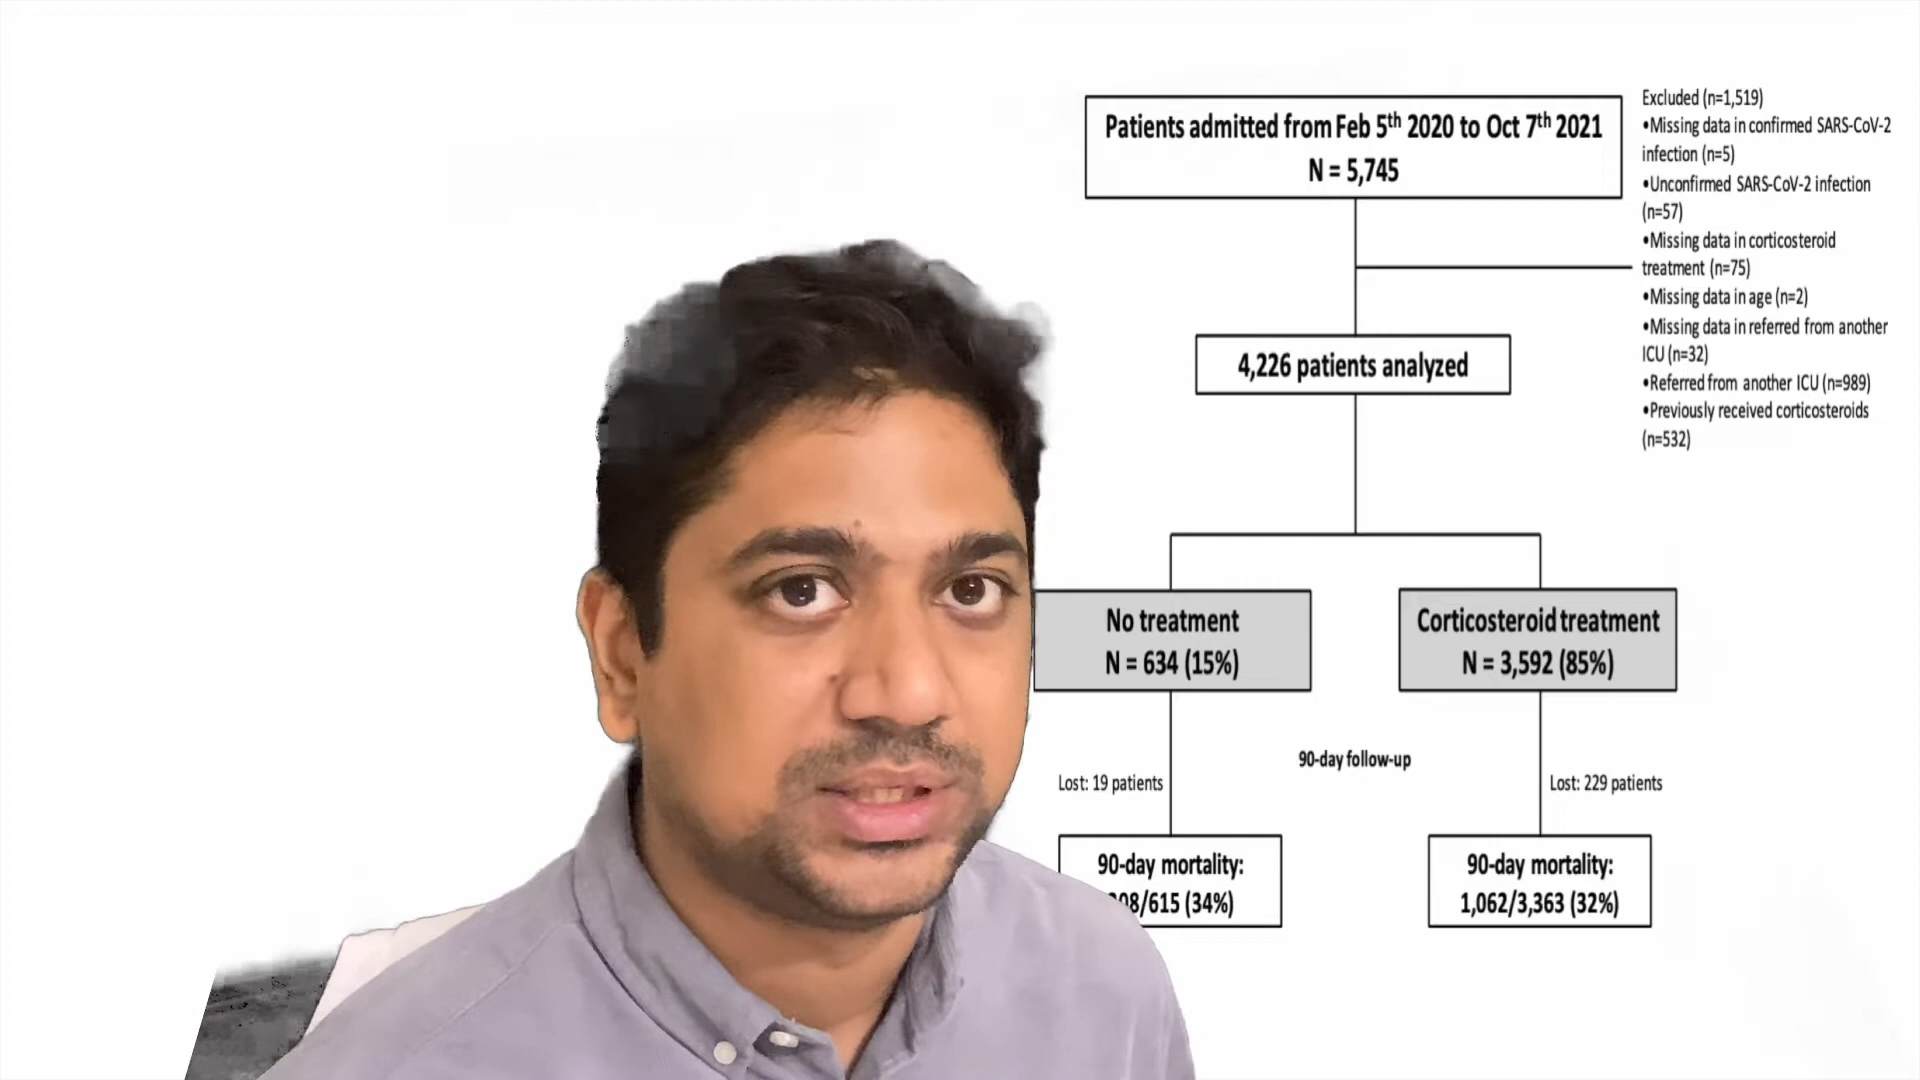 Patients admitted from Feb 5th 2020 to Oct 7th 2021
N = 5,745
Excluded (n=1,519)
•Missing data in confirmed SARS-CoV-2
infection (n=5)
•Unconfirmed SARS-CoV-2 infection
(n=57)
•Missing data in corticosteroid
treatment (n=75)
•Missing data in age (n=2)
•Missing data in referred from another
ICU (n=32)
•Referred from another ICU (n=989)
•Previously received corticosteroids
(n=532)
4,226 patients analyzed
No treatment
N = 634 (15%)
Corticosteroid treatment
N = 3,592 (85%)
90-day follow-up
Lost: 19 patients
Lost: 229 patients
90-day mortality:
08/615 (34%)
90-day mortality:
1,062/3,363 (32%)